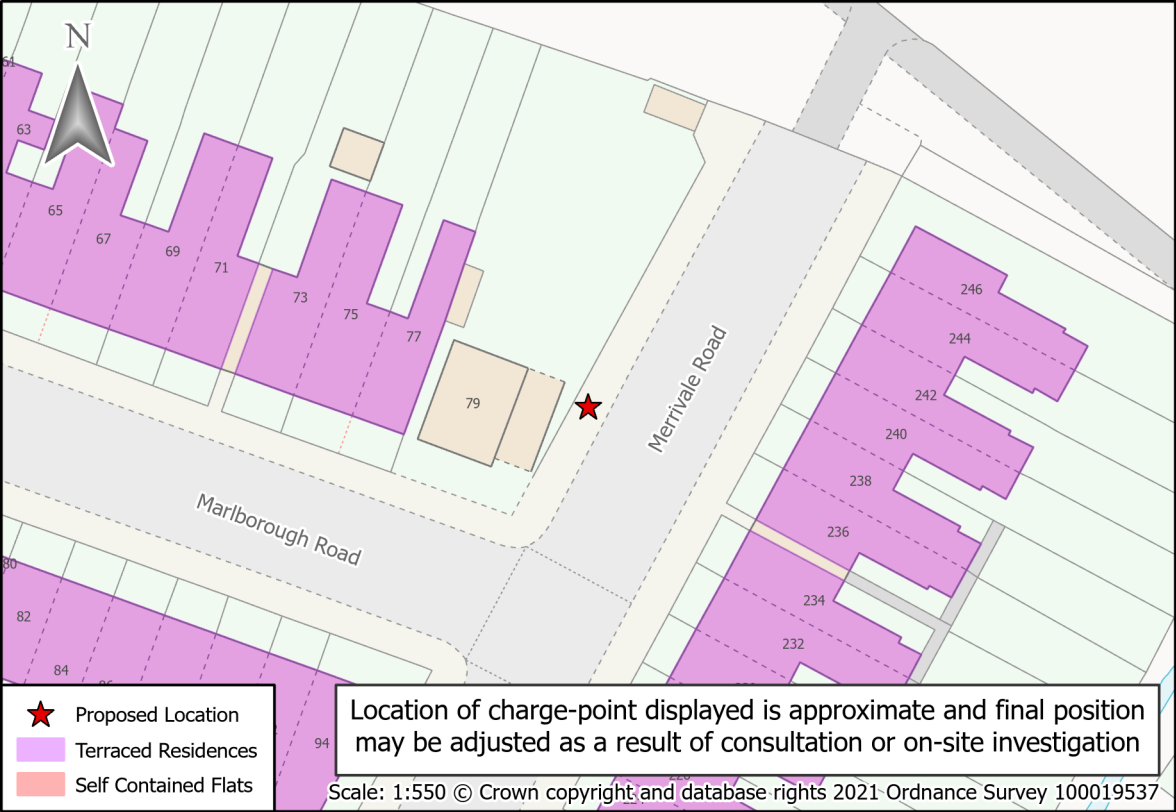 N
61
63
65
67
69
71
73
75
77
79
246
244
242
240
238
236
234
232
Merrivale Road
Marlborough Road
80
82
84
94
Proposed Location
Terraced Residences
Self Contained Flats
Location of charge-point displayed is approximate and final position
may be adjusted as a result of consultation or on-site investigation
Scale: 1:550 © Crown copyright and database rights 2021 Ordnance Survey 100019537